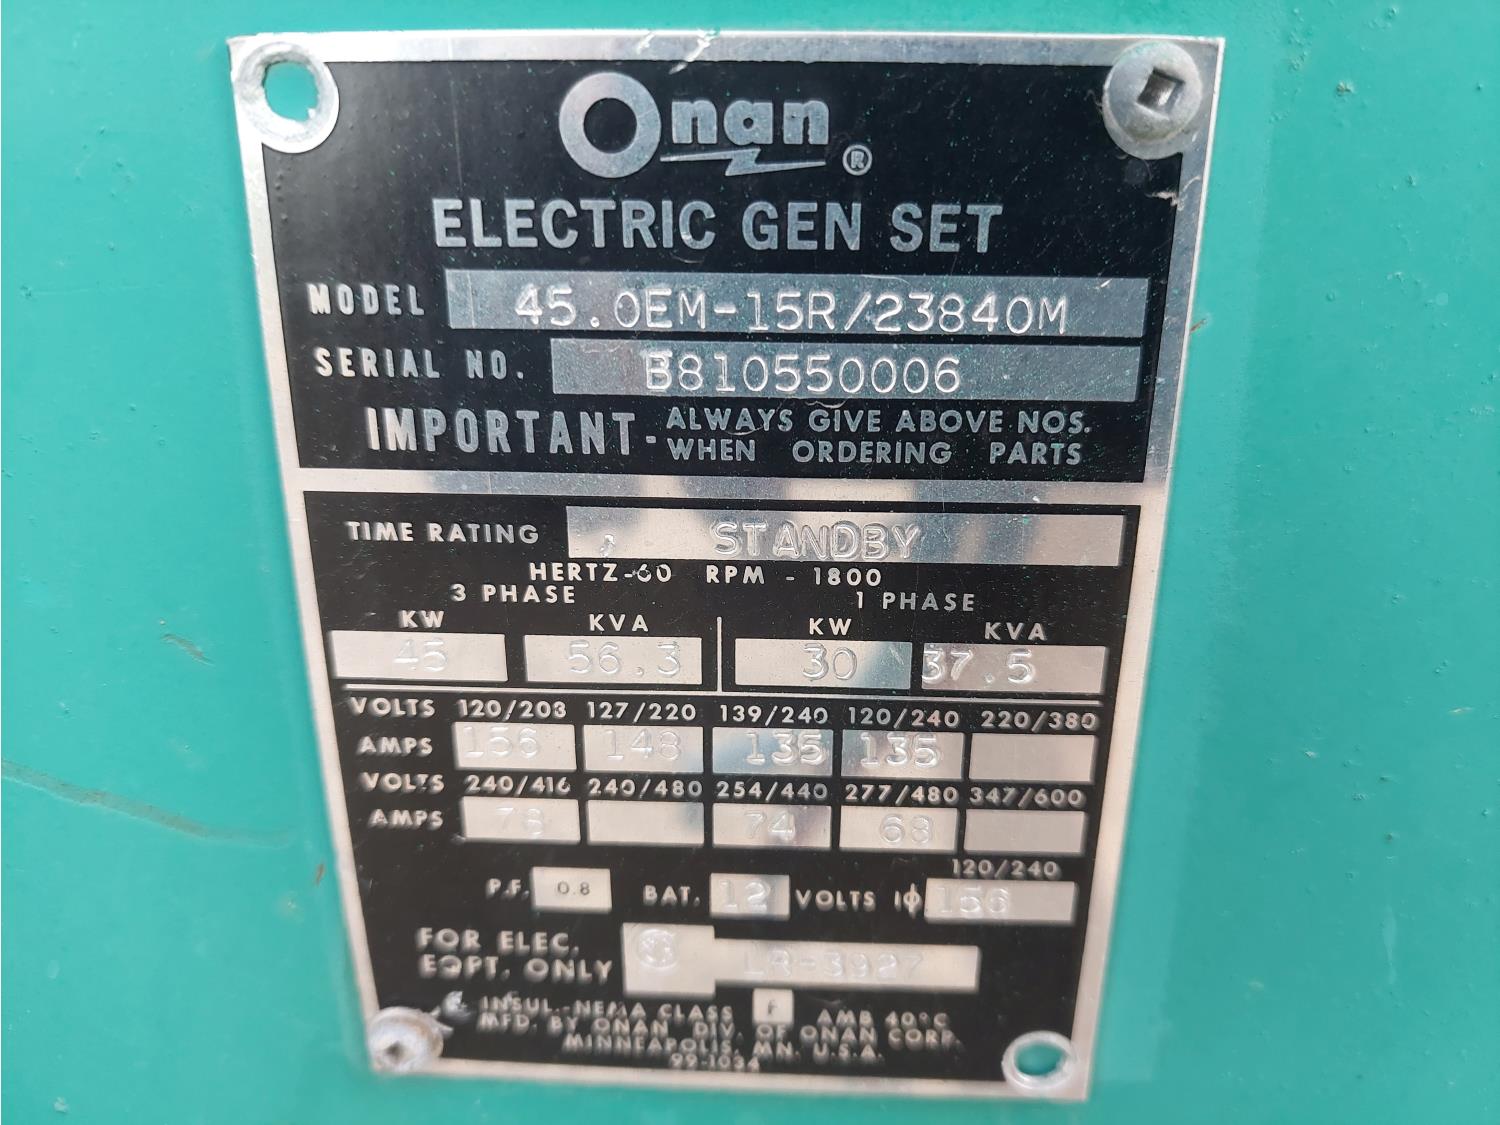 Onan ®
ELECTRIC GEN SET
MODEL 45.0EM-15R/23840M
SERIAL NO. B810550006
IMPORTANT- ALWAYS GIVE ABOVE NOS.
WHEN ORDERING PARTS
TIME RATING STANDBY
HERTZ-60 RPM - 1800
3 PHASE 1 PHASE
KW KVA KW KVA
45 56.3 30 37.5
VOLTS 120/208 127/220 139/240 120/240 220/380
AMPS 156 148 135 135
VOLTS 240/416 240/480 254/440 277/480 347/600
AMPS 78 74 68
120/240
P.F. 0.8 BAT. 12 VOLTS 1ϕ 156
FOR ELEC.
EQPT. ONLY LR-3927
INSUL.-NEMA CLASS F AMB 40°C
MFD. BY ONAN DIV. OF ONAN CORP.
MINNEAPOLIS, MN. U.S.A.
99-1034